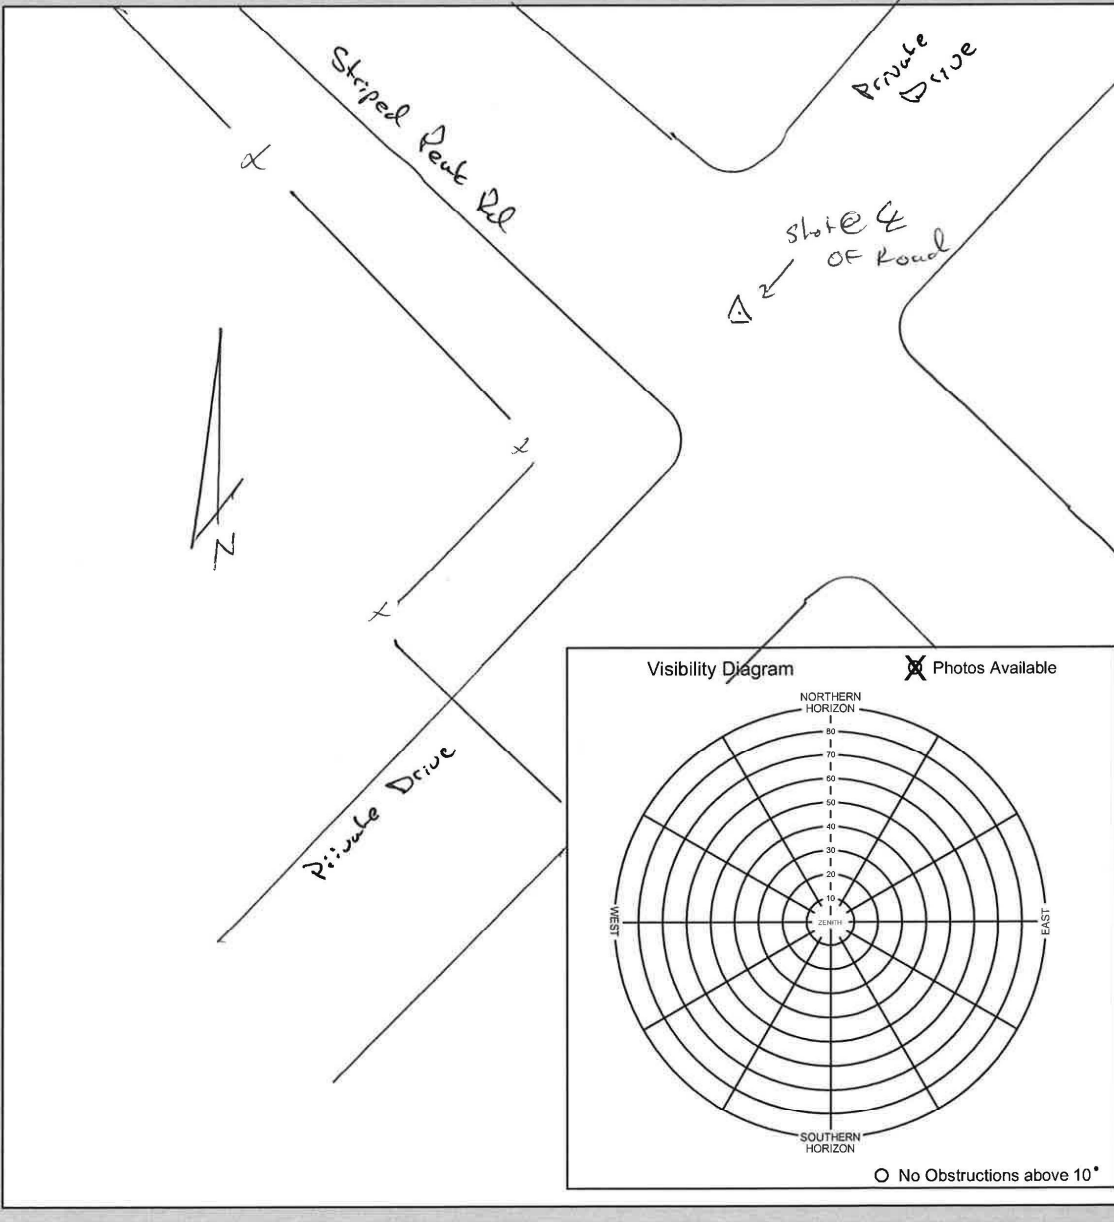 Striped Peak Rd
Private
Drive
Shot @ ℄
OF Road
2
x
x
x
N
Private Drive
Visibility Diagram
Photos Available
NORTHERN
HORIZON
80
70
60
50
40
30
20
10
ZENITH
WEST
EAST
SOUTHERN
HORIZON
No Obstructions above 10°